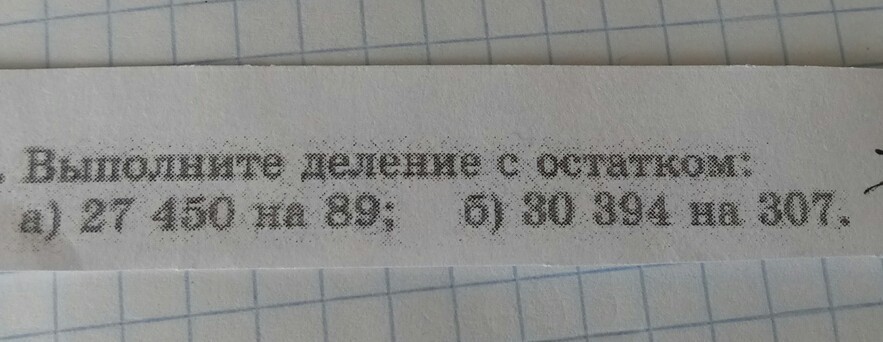 . Выполните деление с остатком:
а) 27 450 на 89; б) 30 394 на 307.